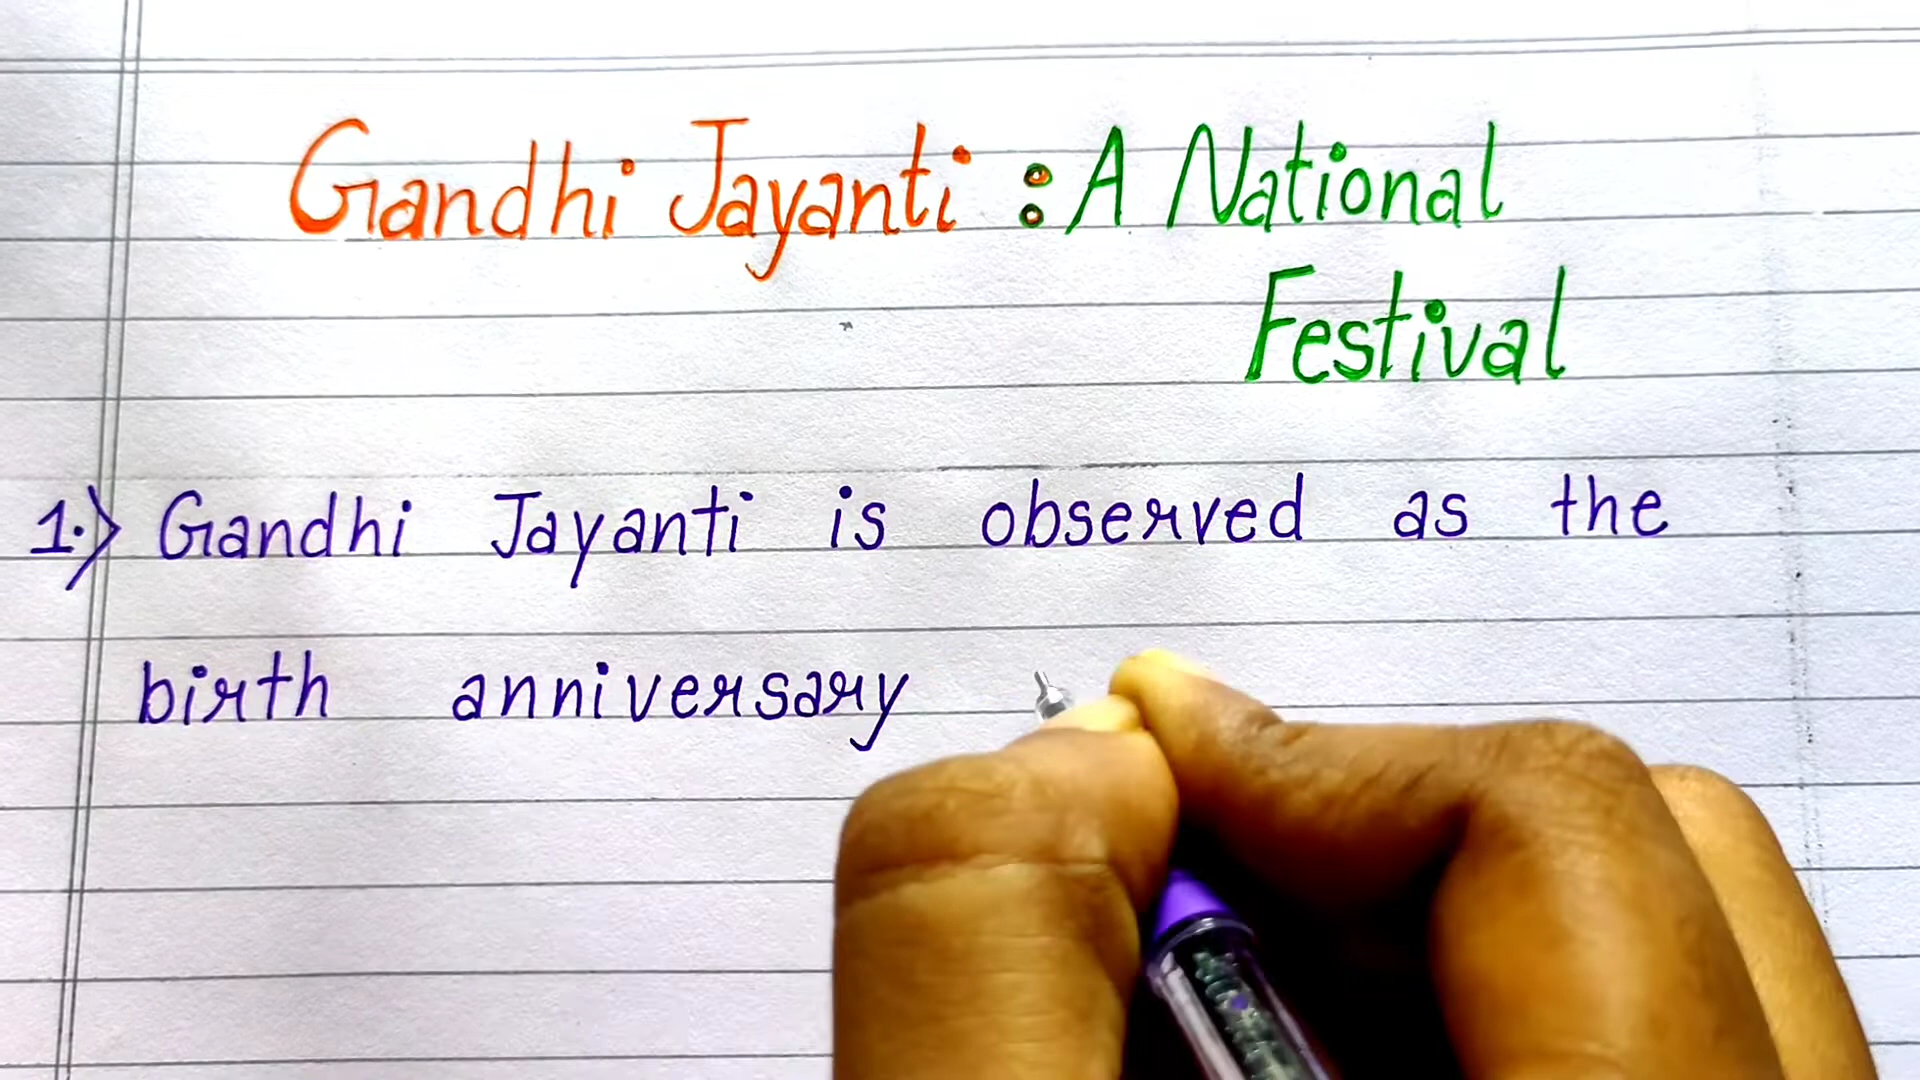 Gandhi Jayanti : A National
Festival
1.) Gandhi Jayanti is observed as the
birth anniversary